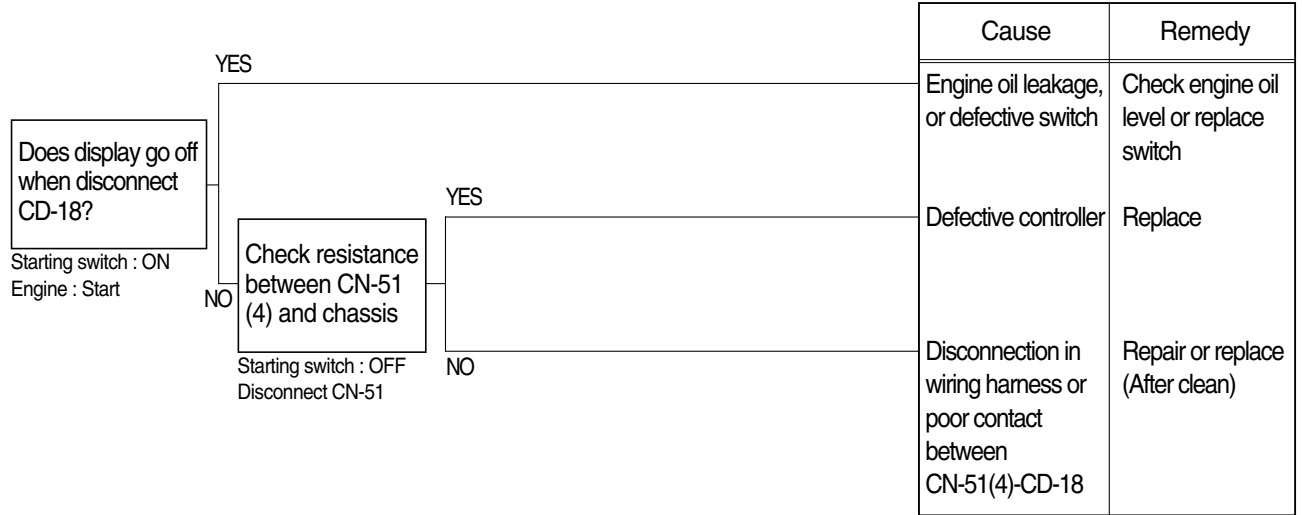 Cause
Remedy
YES
Engine oil leakage,
or defective switch
Check engine oil
level or replace
switch
Does display go off
when disconnect
CD-18?
Starting switch : ON
Engine : Start
NO
YES
Check resistance
between CN-51
(4) and chassis
Starting switch : OFF
Disconnect CN-51
Defective controller
Replace
NO
Disconnection in
wiring harness or
poor contact
between
CN-51(4)-CD-18
Repair or replace
(After clean)